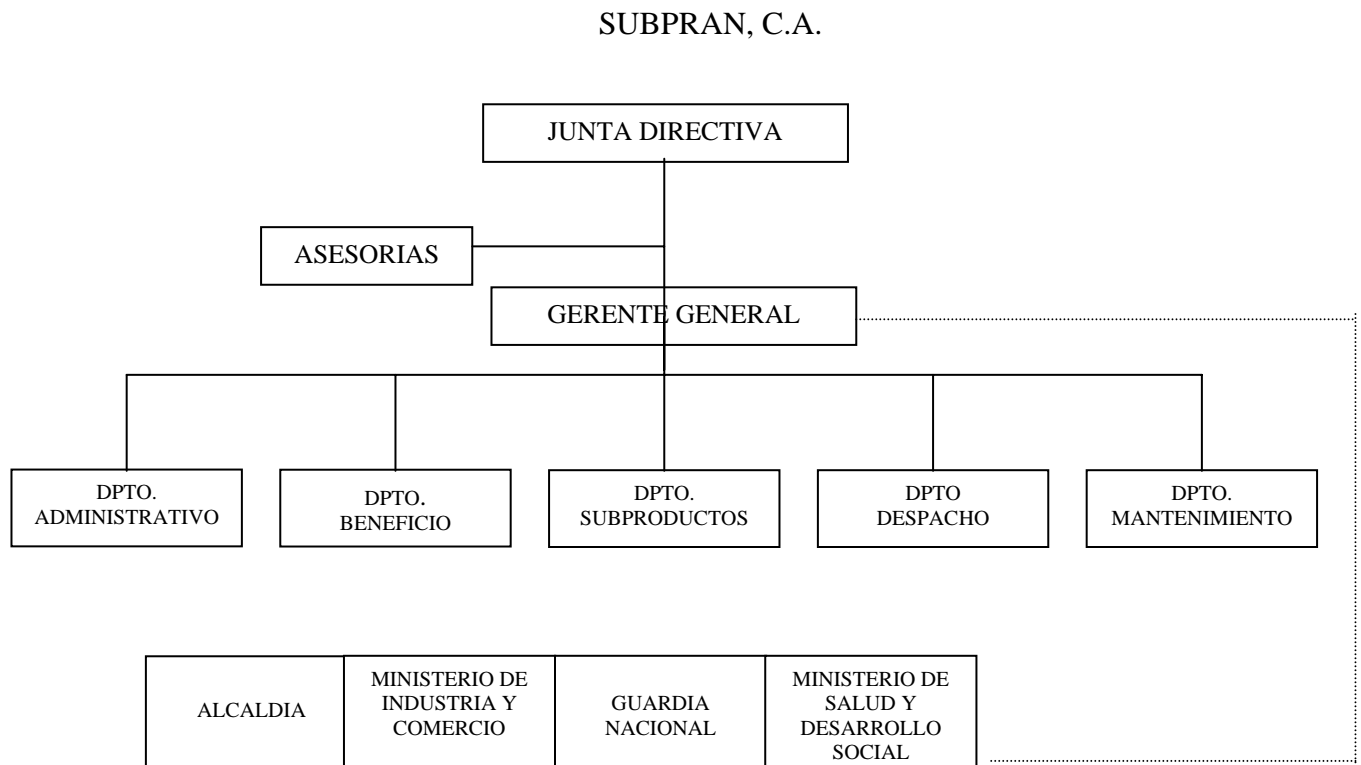 SUBPRAN, C.A.
JUNTA DIRECTIVA
ASESORIAS
GERENTE GENERAL
DPTO.
ADMINISTRATIVO
DPTO.
BENEFICIO
DPTO.
SUBPRODUCTOS
DPTO
DESPACHO
DPTO.
MANTENIMIENTO
ALCALDIA
MINISTERIO DE
INDUSTRIA Y
COMERCIO
GUARDIA
NACIONAL
MINISTERIO DE
SALUD Y
DESARROLLO
SOCIAL